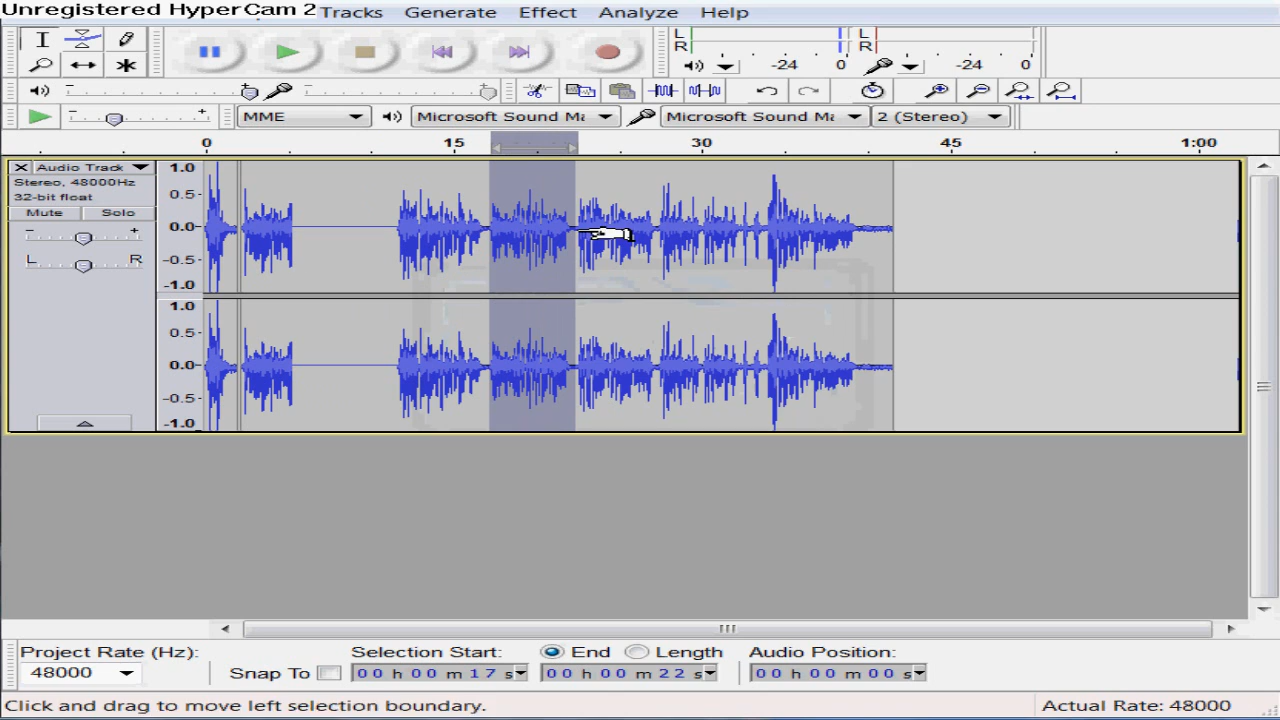 Unregistered HyperCam 2
Tracks Generate Effect Analyze Help
L
R
-24 0
L
R
-24 0
MME
Microsoft Sound Ma
Microsoft Sound Ma
2 (Stereo)
0 15 30 45 1:00
Audio Track
Stereo, 48000Hz
32-bit float
Mute Solo
- +
L R
1.0
0.5-
0.0-
-0.5-
-1.0
1.0
0.5-
0.0-
-0.5-
-1.0
Project Rate (Hz):
48000
Snap To
Selection Start:
End Length
Audio Position:
00 h 00 m 17 s
00 h 00 m 22 s
00 h 00 m 00 s
Click and drag to move left selection boundary.
Actual Rate: 48000